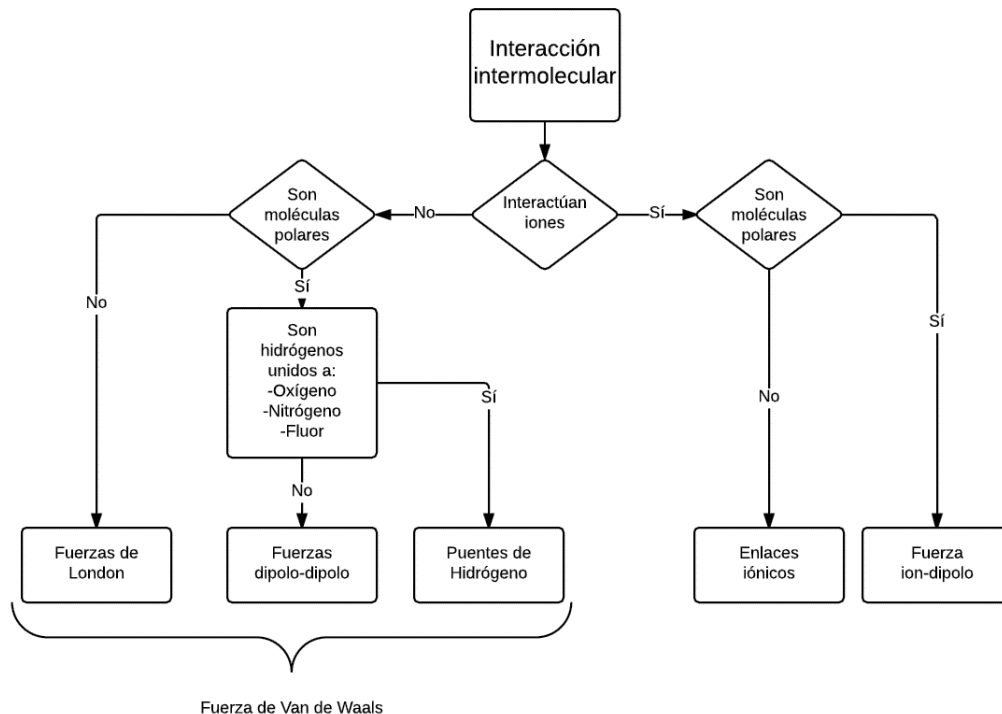 Interacción
intermolecular
Son
moléculas
polares
No
Interactúan
iones
Sí
Son
moléculas
polares
No
Sí
Son
hidrógenos
unidos a:
-Oxígeno
-Nitrógeno
-Fluor
Sí
No
No
Sí
Fuerzas de
London
Fuerzas
dipolo-dipolo
Puentes de
Hidrógeno
Enlaces
iónicos
Fuerza
ion-dipolo
Fuerza de Van de Waals